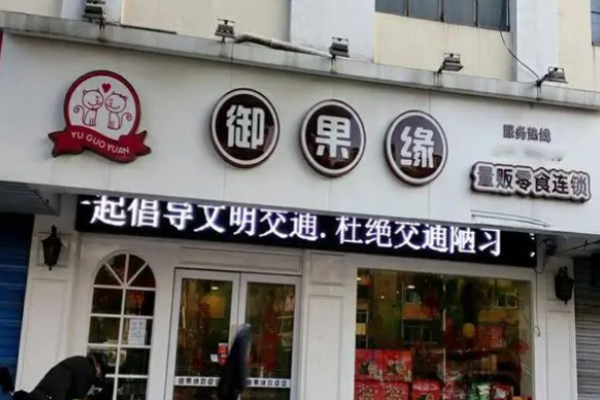 YU GUO YUAN
御果缘
服务热线
量贩零食连锁
一起倡导文明交通.杜绝交通陋习